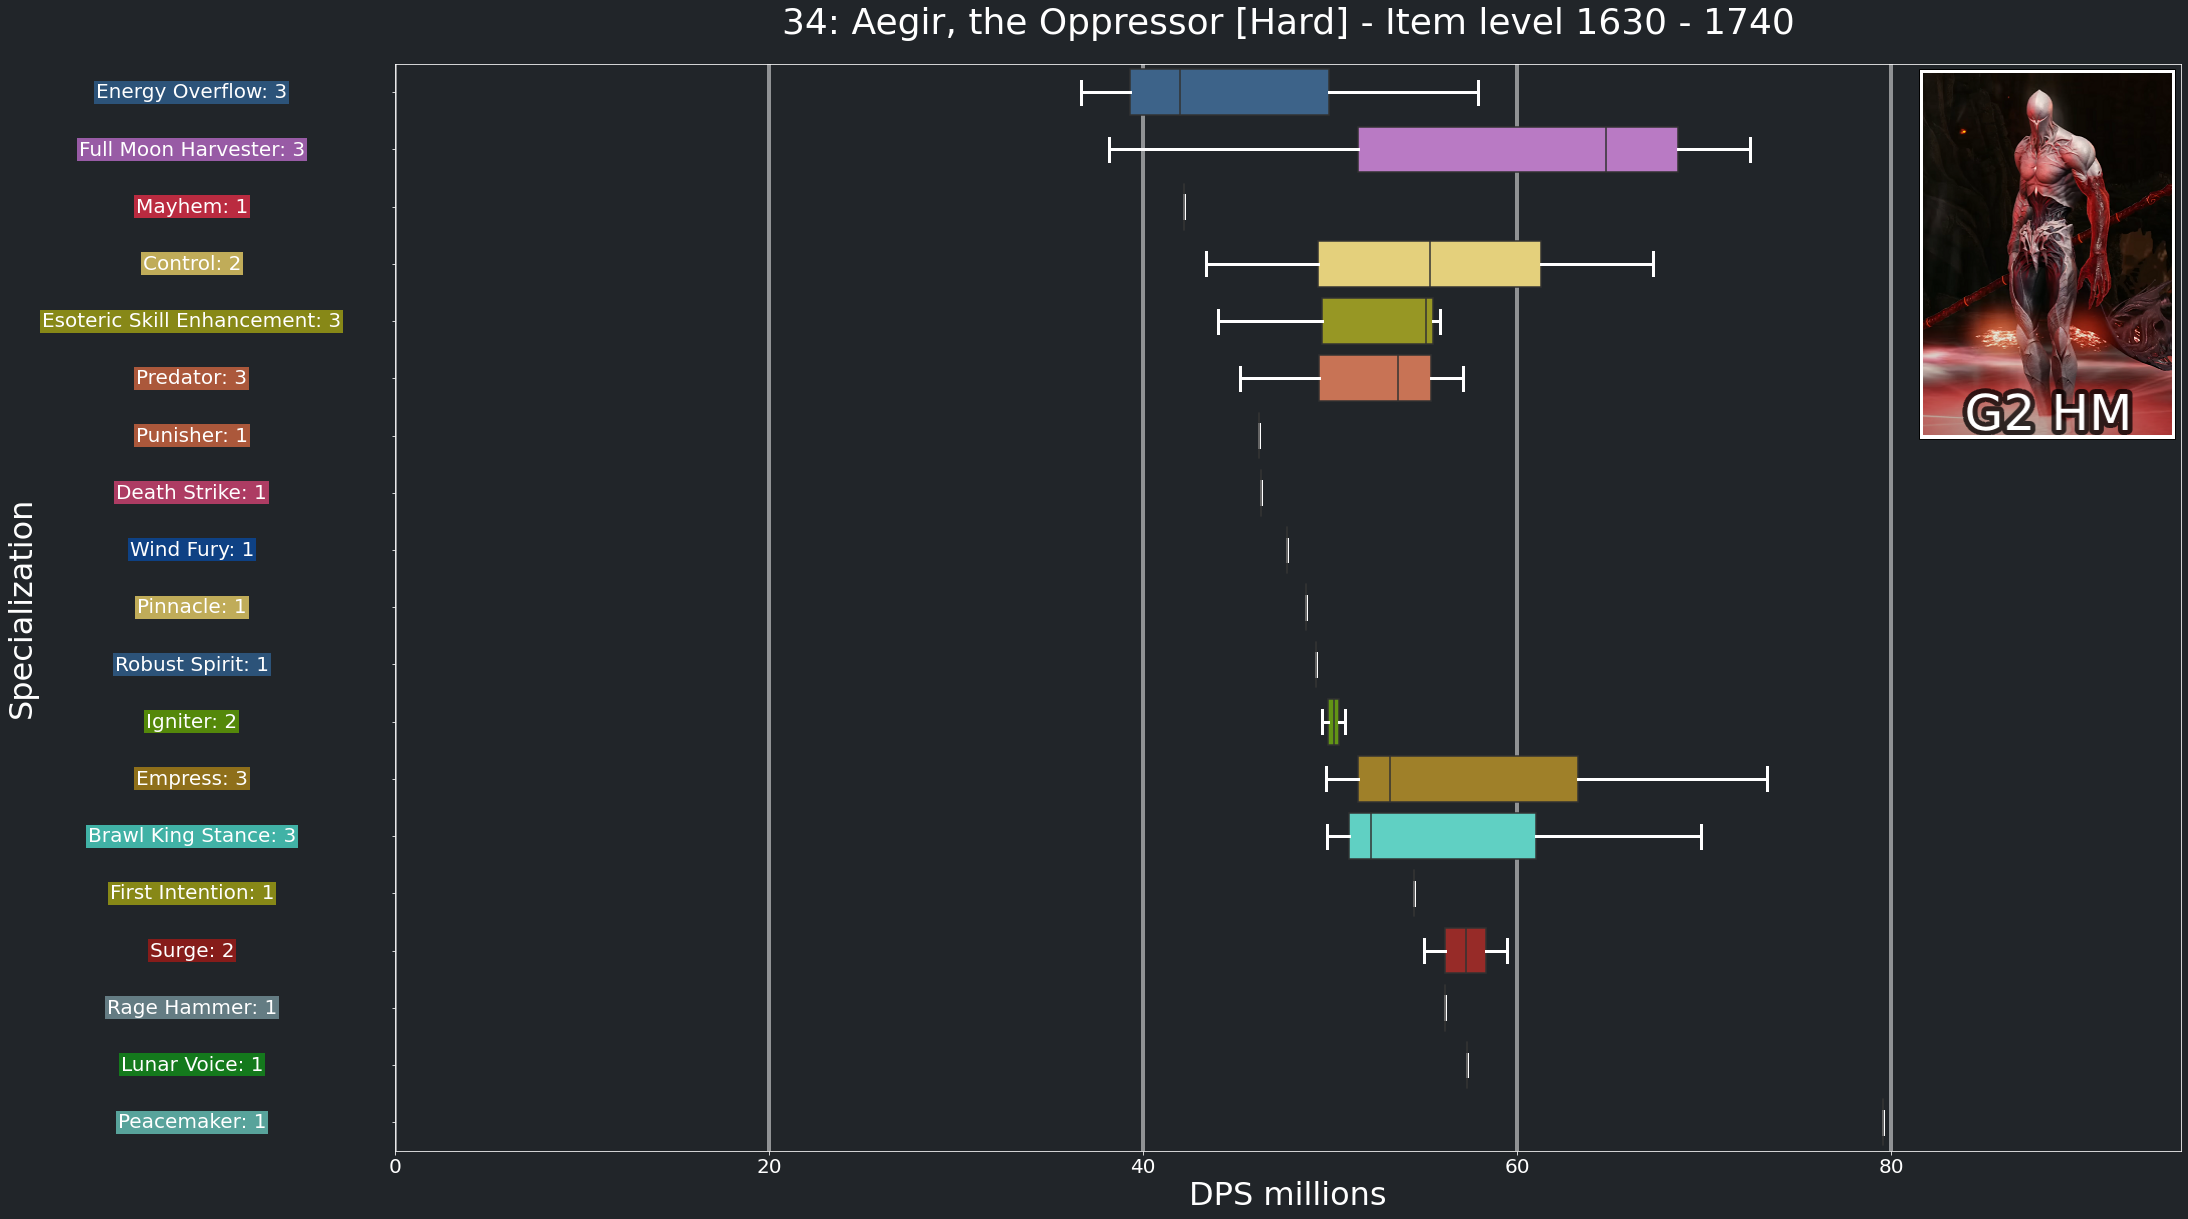 34: Aegir, the Oppressor [Hard] - Item level 1630 - 1740
Specialization
Energy Overflow: 3
Full Moon Harvester: 3
Mayhem: 1
Control: 2
Esoteric Skill Enhancement: 3
Predator: 3
Punisher: 1
Death Strike: 1
Wind Fury: 1
Pinnacle: 1
Robust Spirit: 1
Igniter: 2
Empress: 3
Brawl King Stance: 3
First Intention: 1
Surge: 2
Rage Hammer: 1
Lunar Voice: 1
Peacemaker: 1
G2 HM
0 20 40 60 80
DPS millions